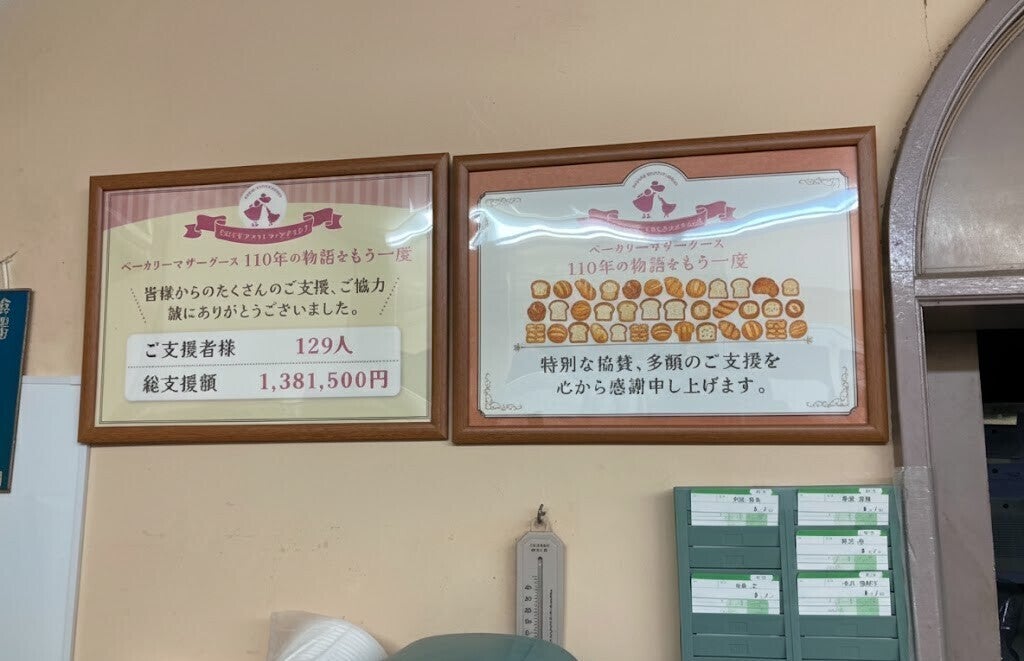 ベーカリーマザーグース 110年の物語をもう一度
皆様からのたくさんのご支援、ご協力
誠にありがとうございました。
ご支援者様 129人
総支援額 1,381,500円
ベーカリーマザーグース
110年の物語をもう一度
特別な協賛、多額のご支援を
心から感謝申し上げます。